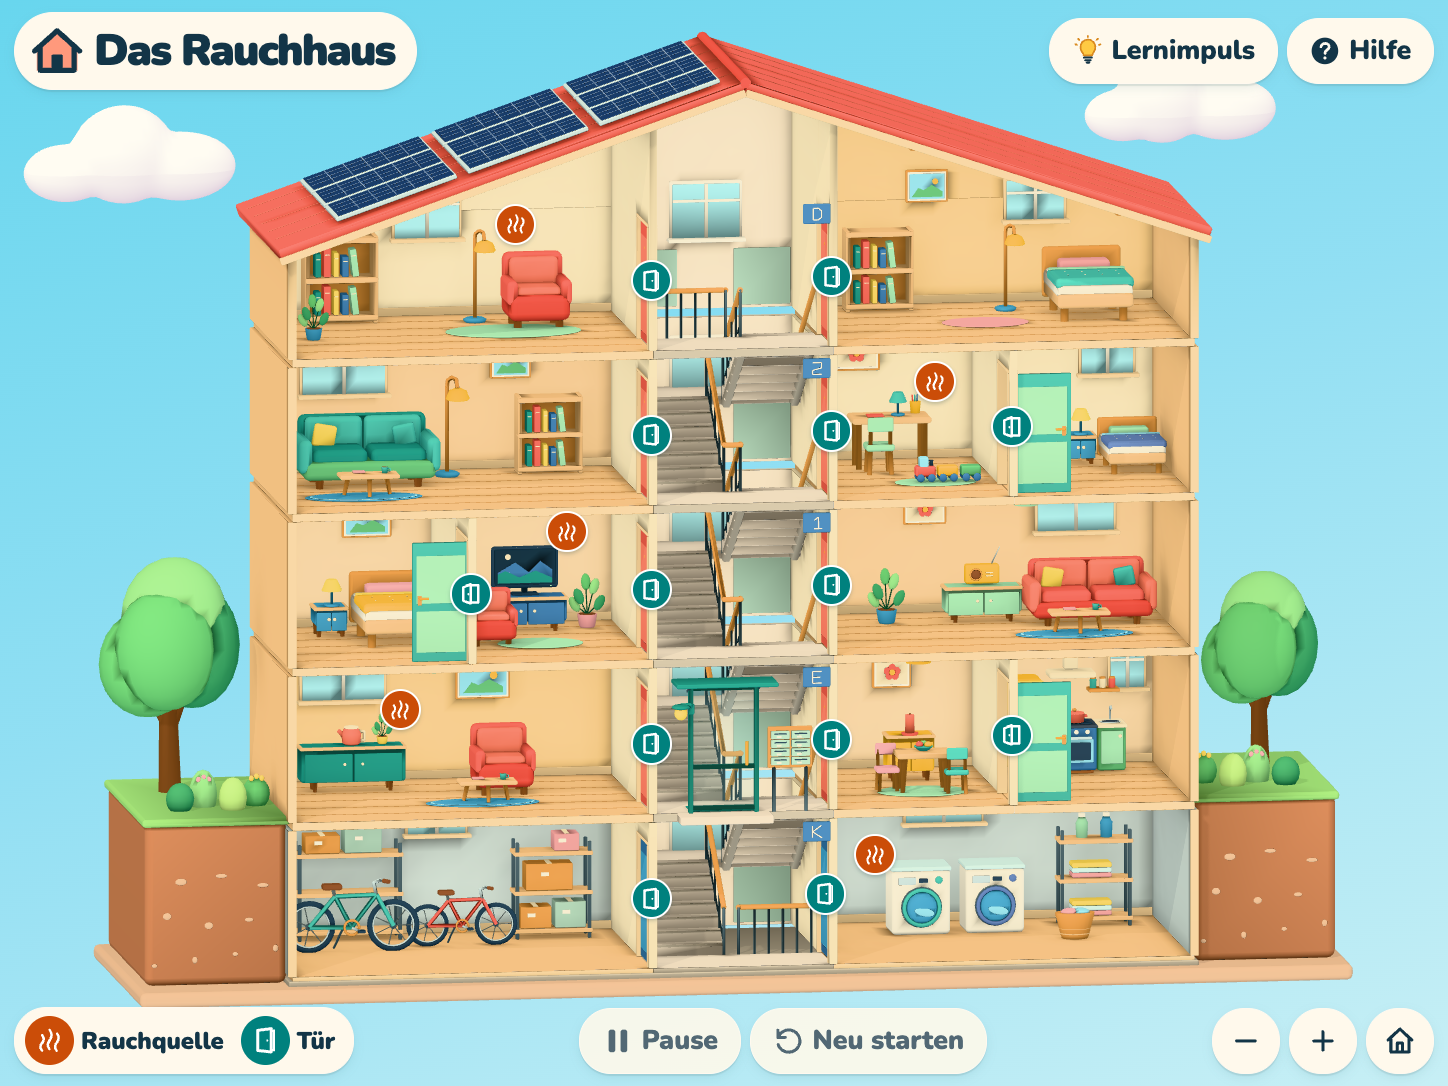 Das Rauchhaus
Lernimpuls
Hilfe
D
2
1
E
K
Rauchquelle
Tür
Pause
Neu starten